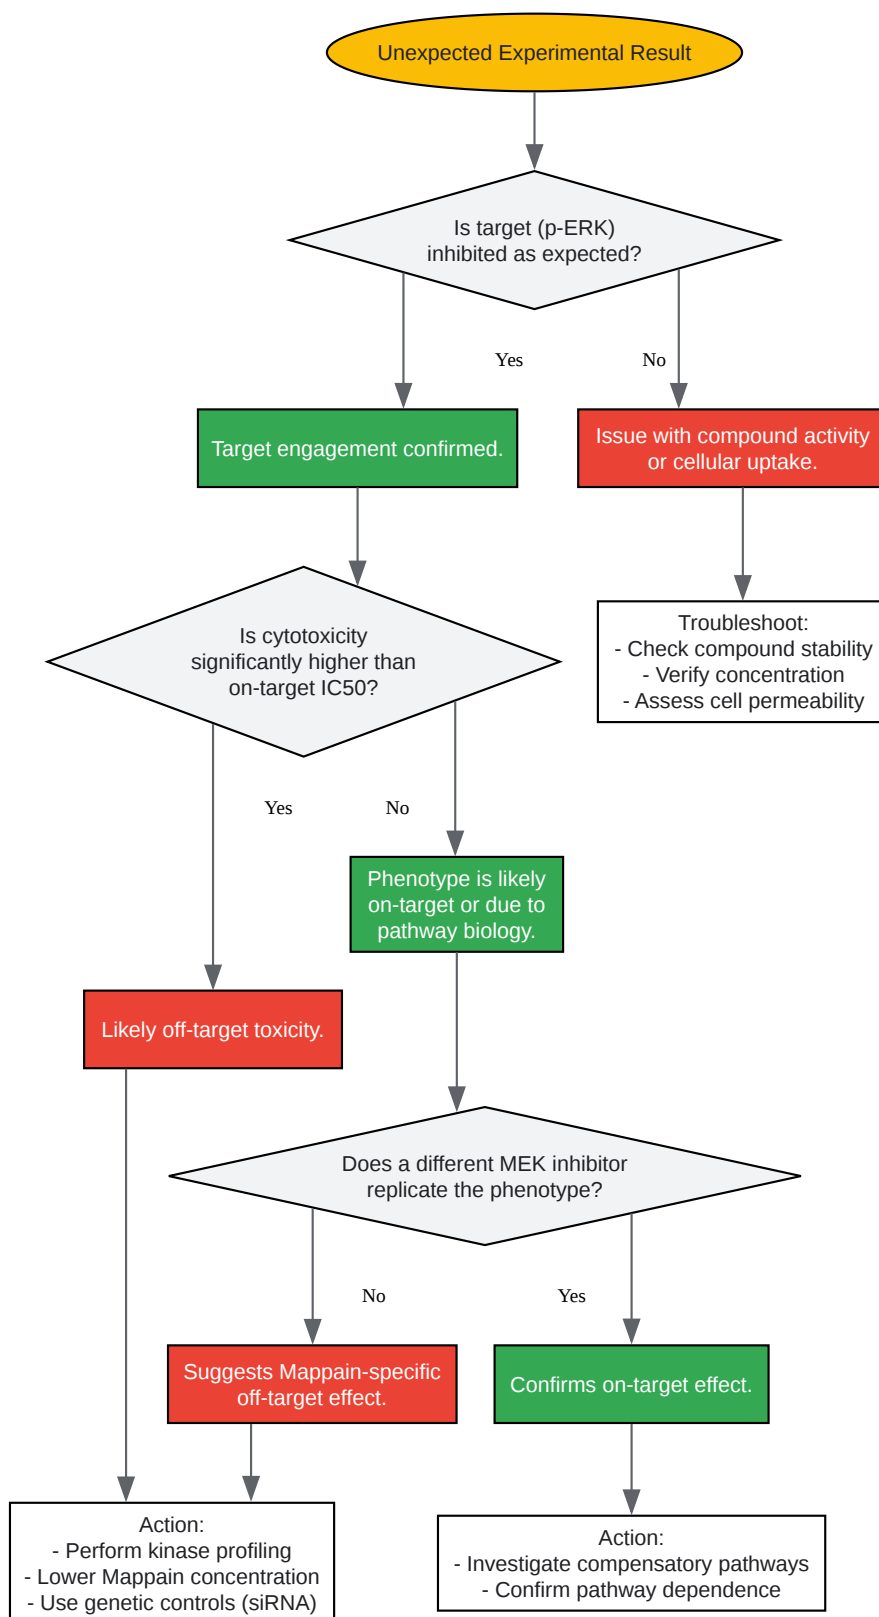 Unexpected Experimental Result
Is target (p-ERK)
inhibited as expected?
Yes
No
Target engagement confirmed.
Issue with compound activity
or cellular uptake.
Troubleshoot:
- Check compound stability
- Verify concentration
- Assess cell permeability
Is cytotoxicity
significantly higher than
on-target IC50?
Yes
No
Phenotype is likely
on-target or due to
pathway biology.
Likely off-target toxicity.
Does a different MEK inhibitor
replicate the phenotype?
No
Yes
Suggests Mappain-specific
off-target effect.
Confirms on-target effect.
Action:
- Perform kinase profiling
- Lower Mappain concentration
- Use genetic controls (siRNA)
Action:
- Investigate compensatory pathways
- Confirm pathway dependence